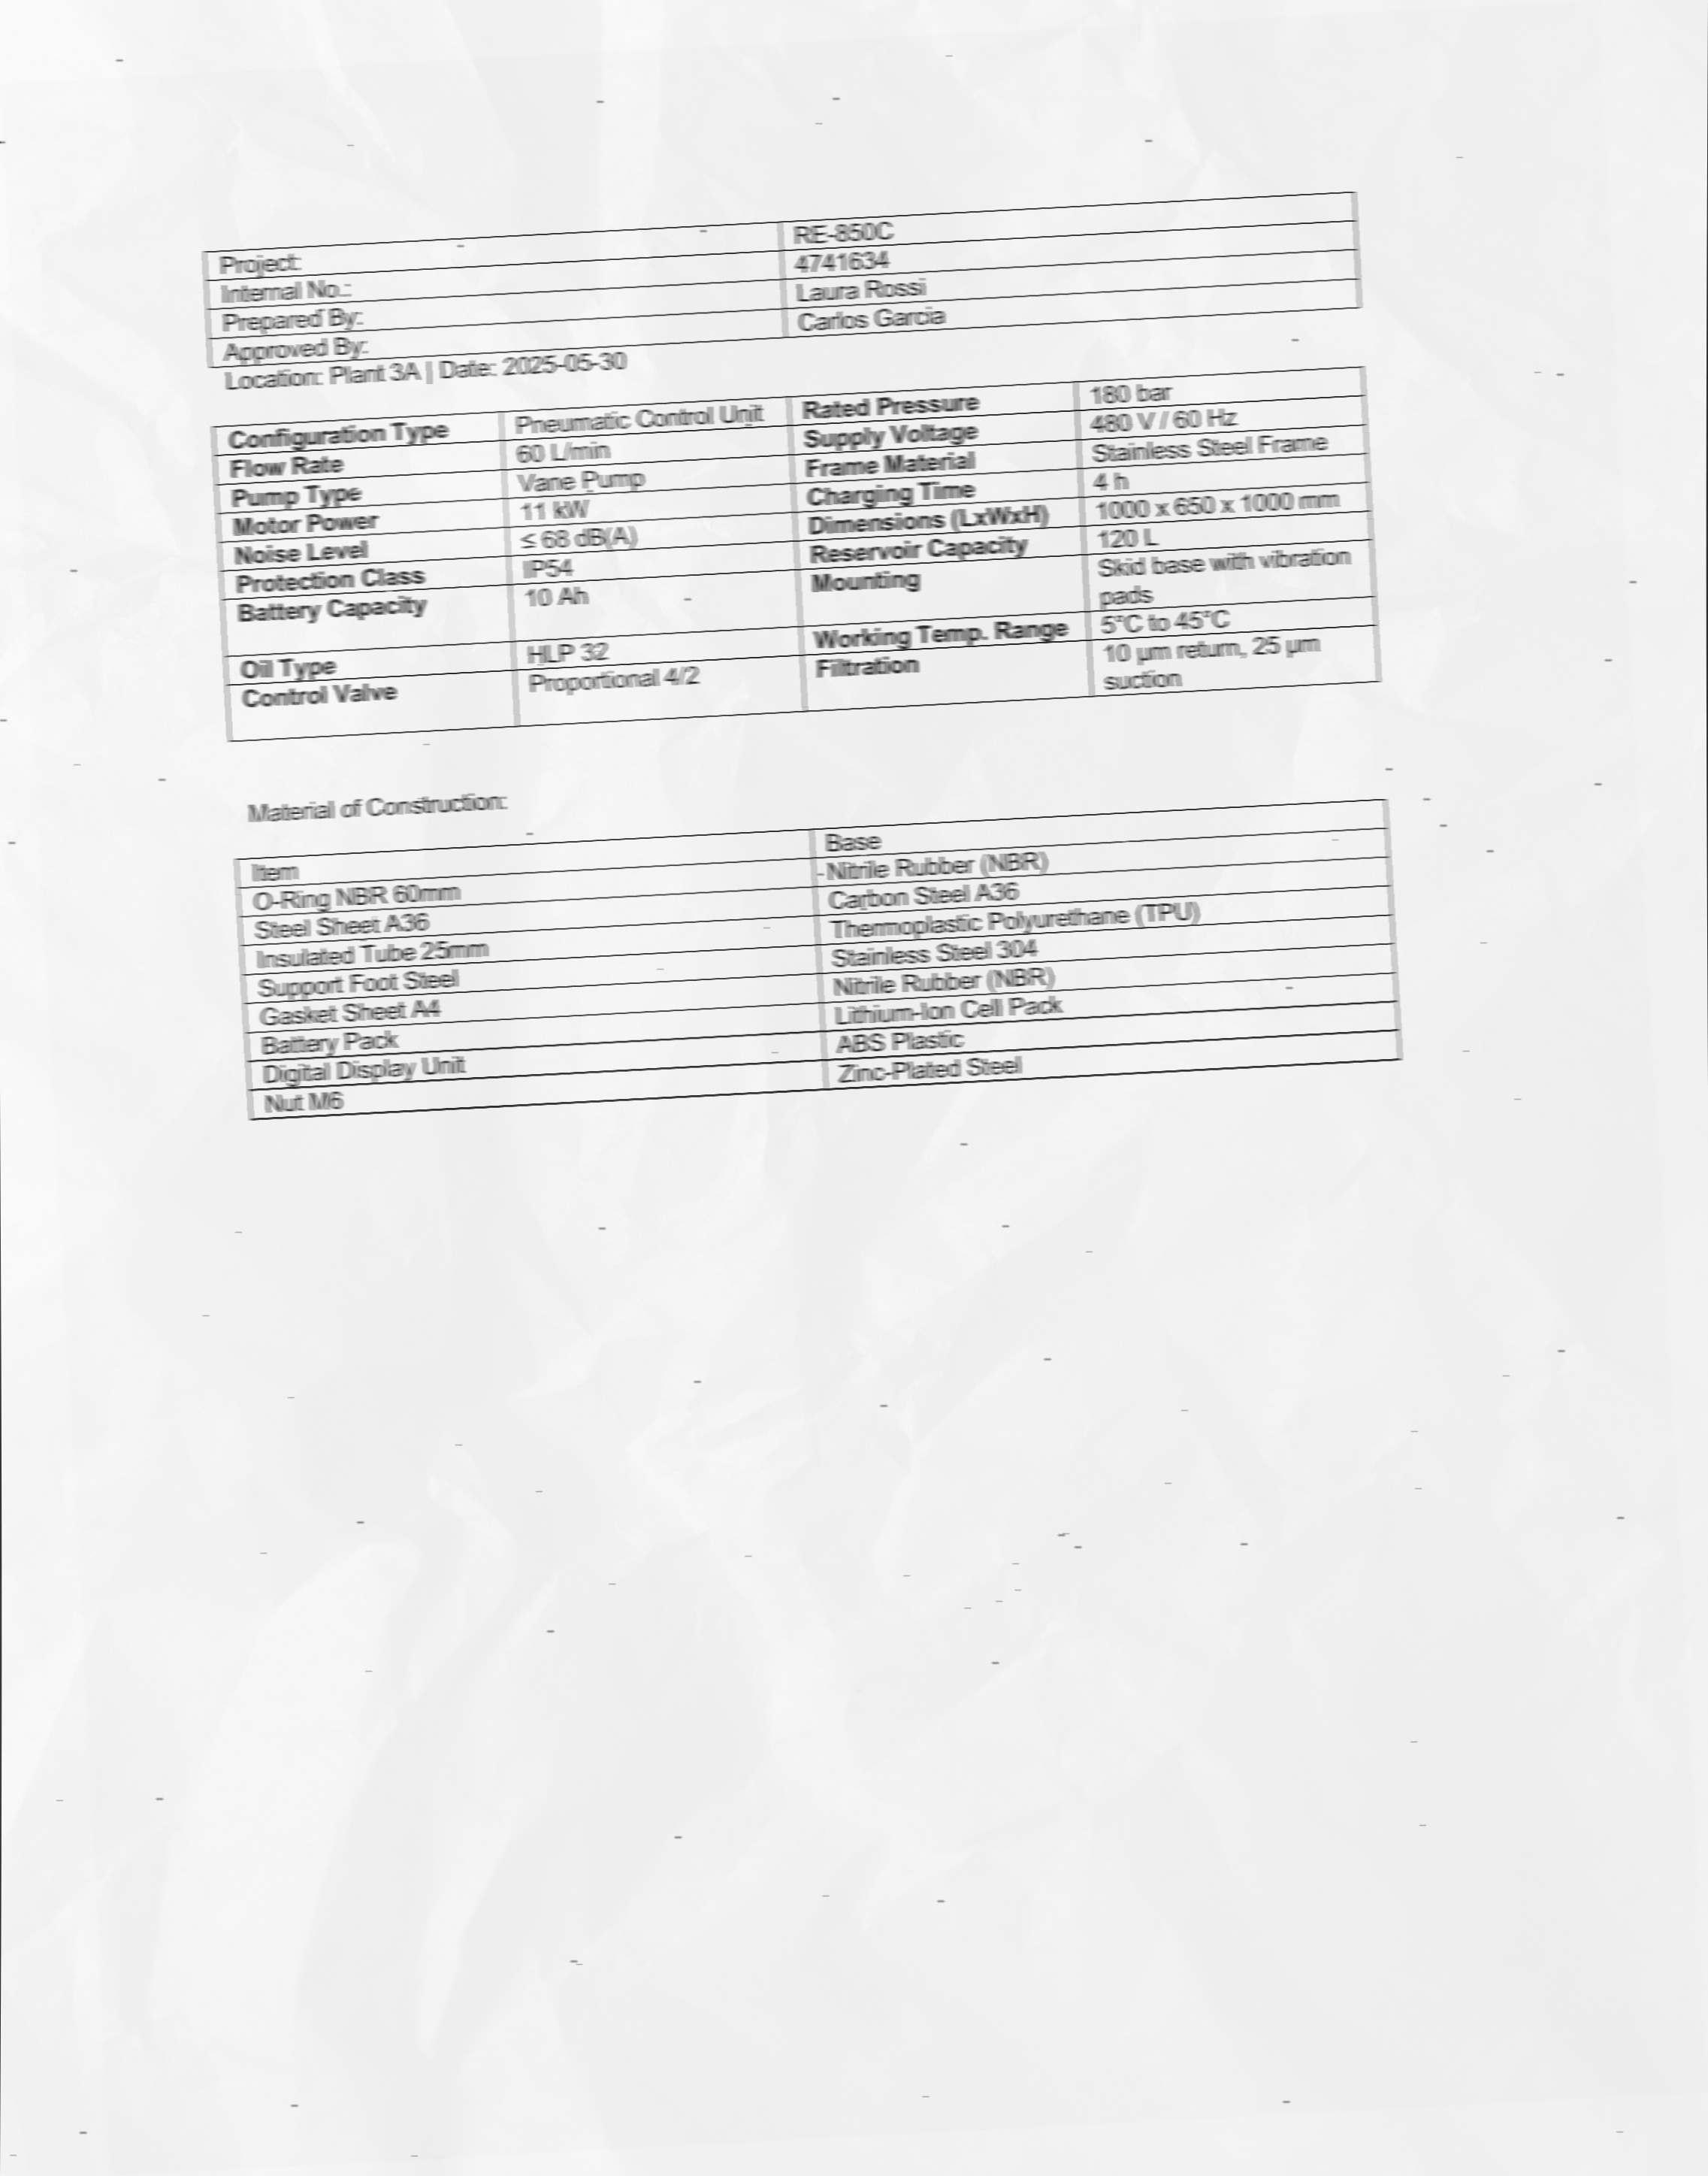 Project: RE-850C
Internal No.: 4741634
Prepared By: Laura Rossi
Approved By: Carlos Garcia
Location: Plant 3A | Date: 2025-05-30
Configuration Type Pneumatic Control Unit Rated Pressure 180 bar
Flow Rate 60 L/min Supply Voltage 480 V / 60 Hz
Pump Type Vane Pump Frame Material Stainless Steel Frame
Motor Power 11 kW Charging Time 4 h
Noise Level ≤ 68 dB(A) Dimensions (LxWxH) 1000 x 650 x 1000 mm
Protection Class IP54 Reservoir Capacity 120 L
Battery Capacity 10 Ah Mounting Skid base with vibration
pads
Oil Type HLP 32 Working Temp. Range 5°C to 45°C
Control Valve Proportional 4/2 Filtration 10 µm return, 25 µm
suction
Material of Construction:
Item Base
O-Ring NBR 60mm Nitrile Rubber (NBR)
Steel Sheet A36 Carbon Steel A36
Insulated Tube 25mm Thermoplastic Polyurethane (TPU)
Support Foot Steel Stainless Steel 304
Gasket Sheet A4 Nitrile Rubber (NBR)
Battery Pack Lithium-Ion Cell Pack
Digital Display Unit ABS Plastic
Nut M6 Zinc-Plated Steel